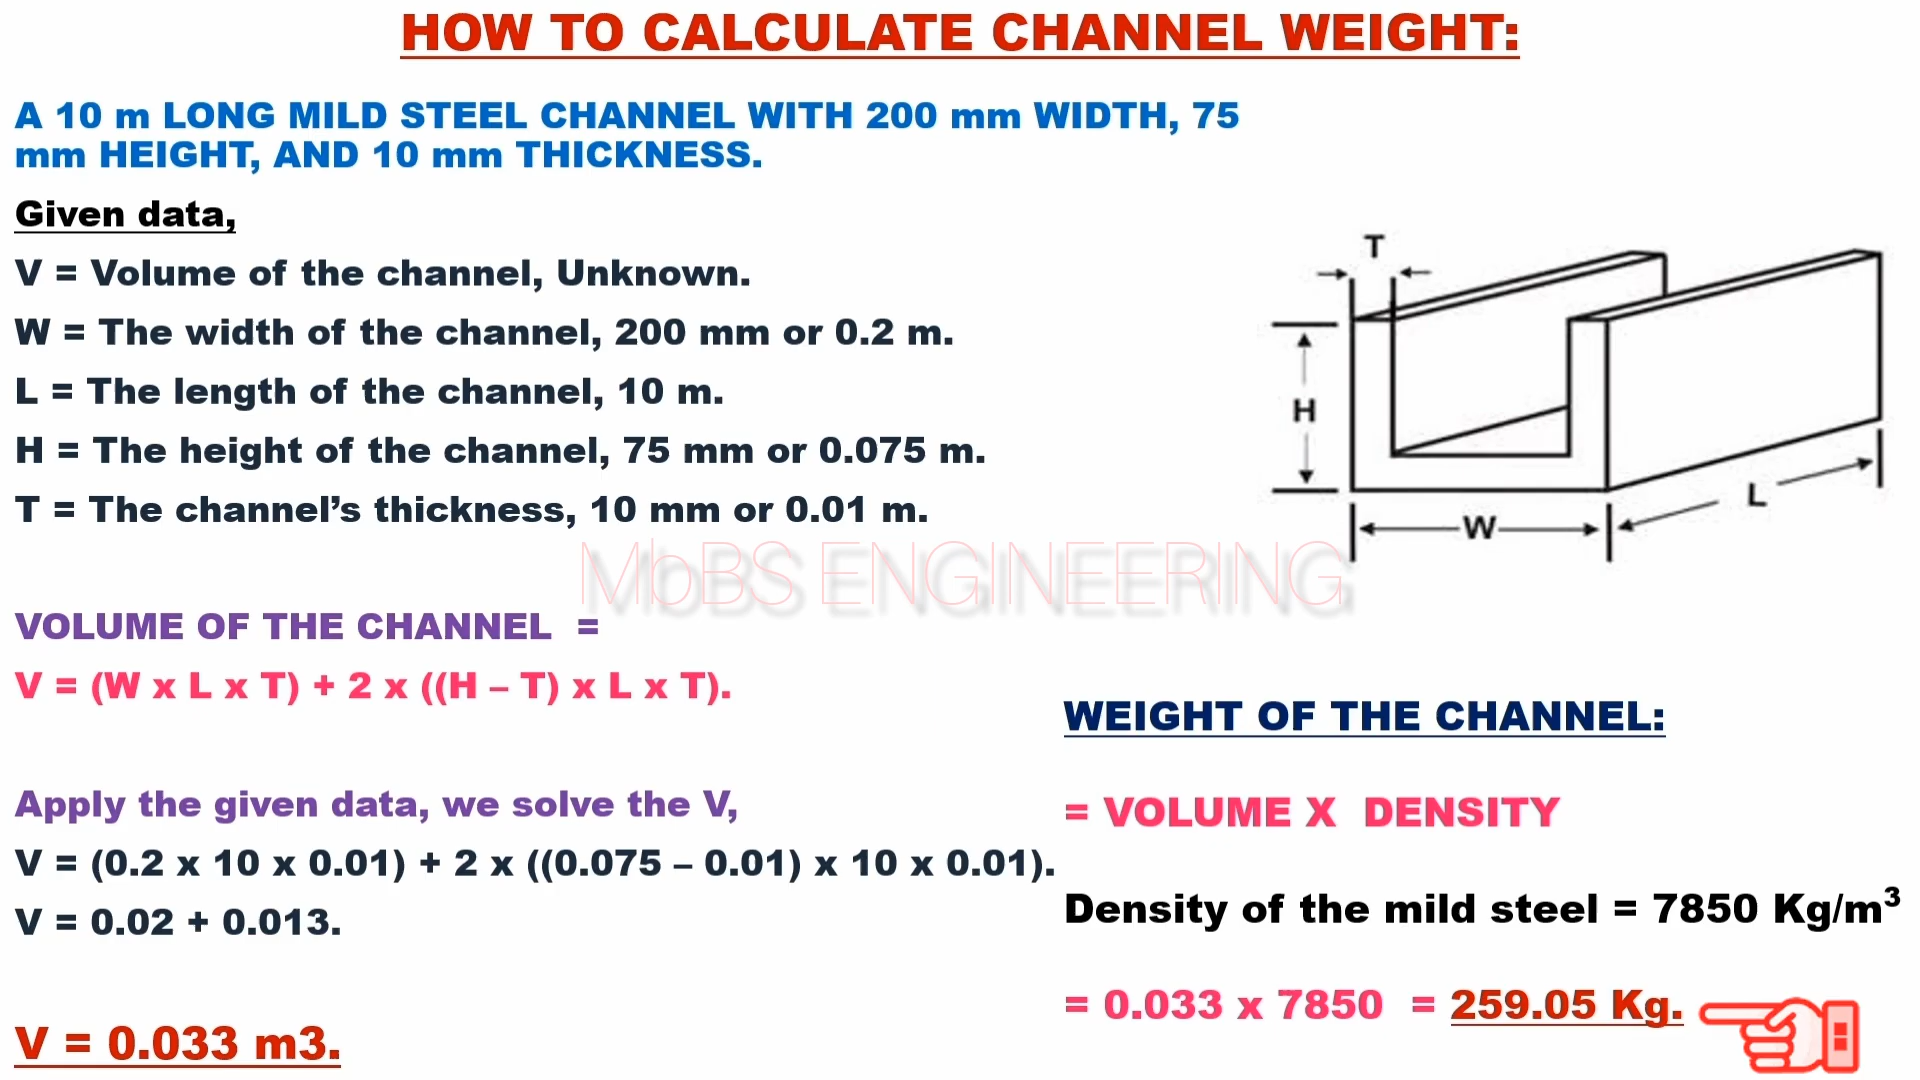 HOW TO CALCULATE CHANNEL WEIGHT:
A 10 m LONG MILD STEEL CHANNEL WITH 200 mm WIDTH, 75
mm HEIGHT, AND 10 mm THICKNESS.
Given data,
V = Volume of the channel, Unknown.
W = The width of the channel, 200 mm or 0.2 m.
L = The length of the channel, 10 m.
H = The height of the channel, 75 mm or 0.075 m.
T = The channel’s thickness, 10 mm or 0.01 m.
T
H
W
L
MbBS ENGINEERING
VOLUME OF THE CHANNEL =
V = (W x L x T) + 2 x ((H – T) x L x T).
Apply the given data, we solve the V,
V = (0.2 x 10 x 0.01) + 2 x ((0.075 – 0.01) x 10 x 0.01).
V = 0.02 + 0.013.
V = 0.033 m3.
WEIGHT OF THE CHANNEL:
= VOLUME X DENSITY
Density of the mild steel = 7850 Kg/m³
= 0.033 x 7850 = 259.05 Kg.